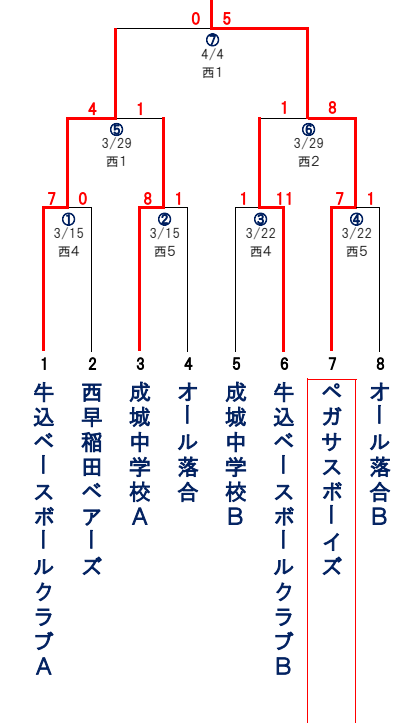 0 5
⑦
4/4
西1
4 1 1 8
⑤ ⑥
3/29 3/29
西1 西2
7 0 8 1 1 11 7 1
① ② ③ ④
3/15 3/15 3/22 3/22
西4 西5 西4 西5
1 2 3 4 5 6 7 8
牛込ベースボールクラブA
西早稲田ベアーズ
成城中学校A
オール落合
成城中学校B
牛込ベースボールクラブB
ペガサスボーイズ
オール落合B